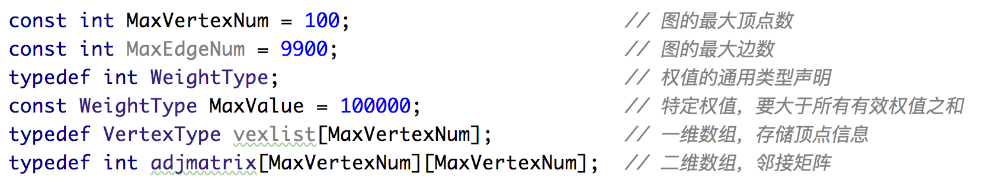 const int MaxVertexNum = 100; // 图的最大顶点数
const int MaxEdgeNum = 9900; // 图的最大边数
typedef int WeightType; // 权值的通用类型声明
const WeightType MaxValue = 100000; // 特定权值，要大于所有有效权值之和
typedef VertexType vexlist[MaxVertexNum]; // 一维数组，存储顶点信息
typedef int adjmatrix[MaxVertexNum][MaxVertexNum]; // 二维数组，邻接矩阵